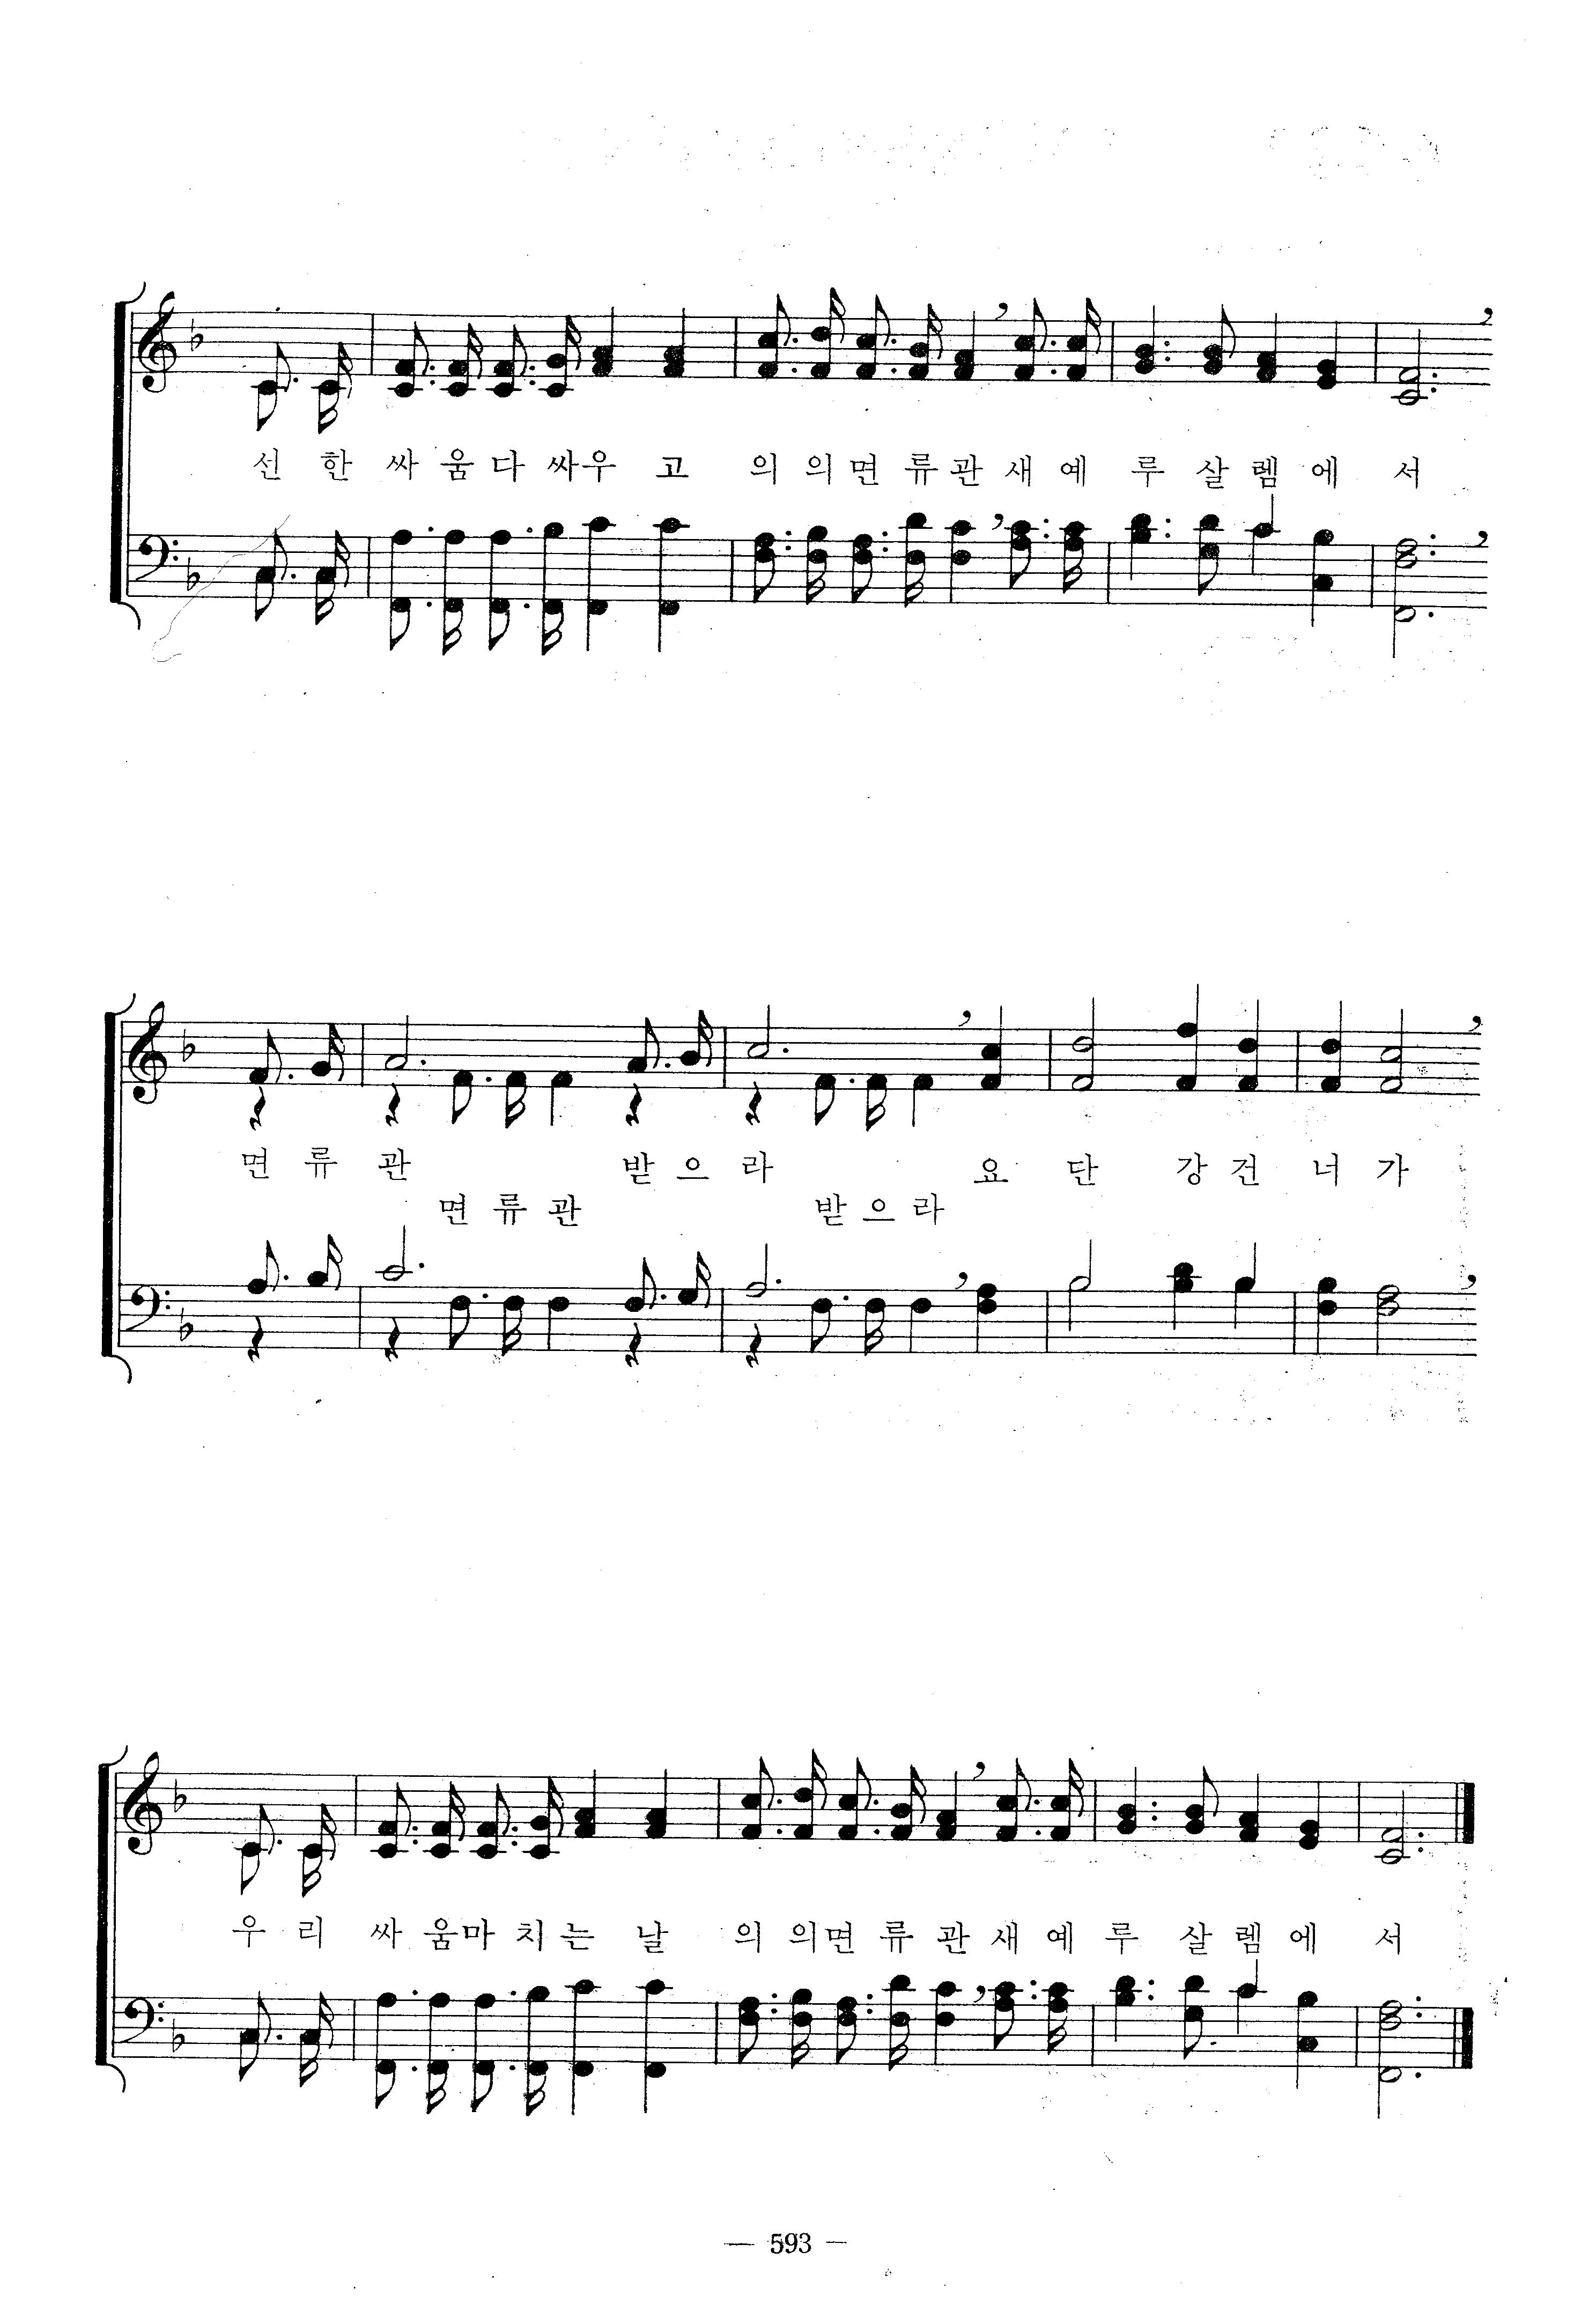 선 한 싸 움 다 싸 우 고 의 의 면 류 관 새 예 루 살 렘 에 서
면 류 관 받 으 라 요 단 강 건 너 가
면 류 관 받 으 라
우 리 싸 움 마 치 는 날 의 의 면 류 관 새 예 루 살 렘 에 서
— 593 —